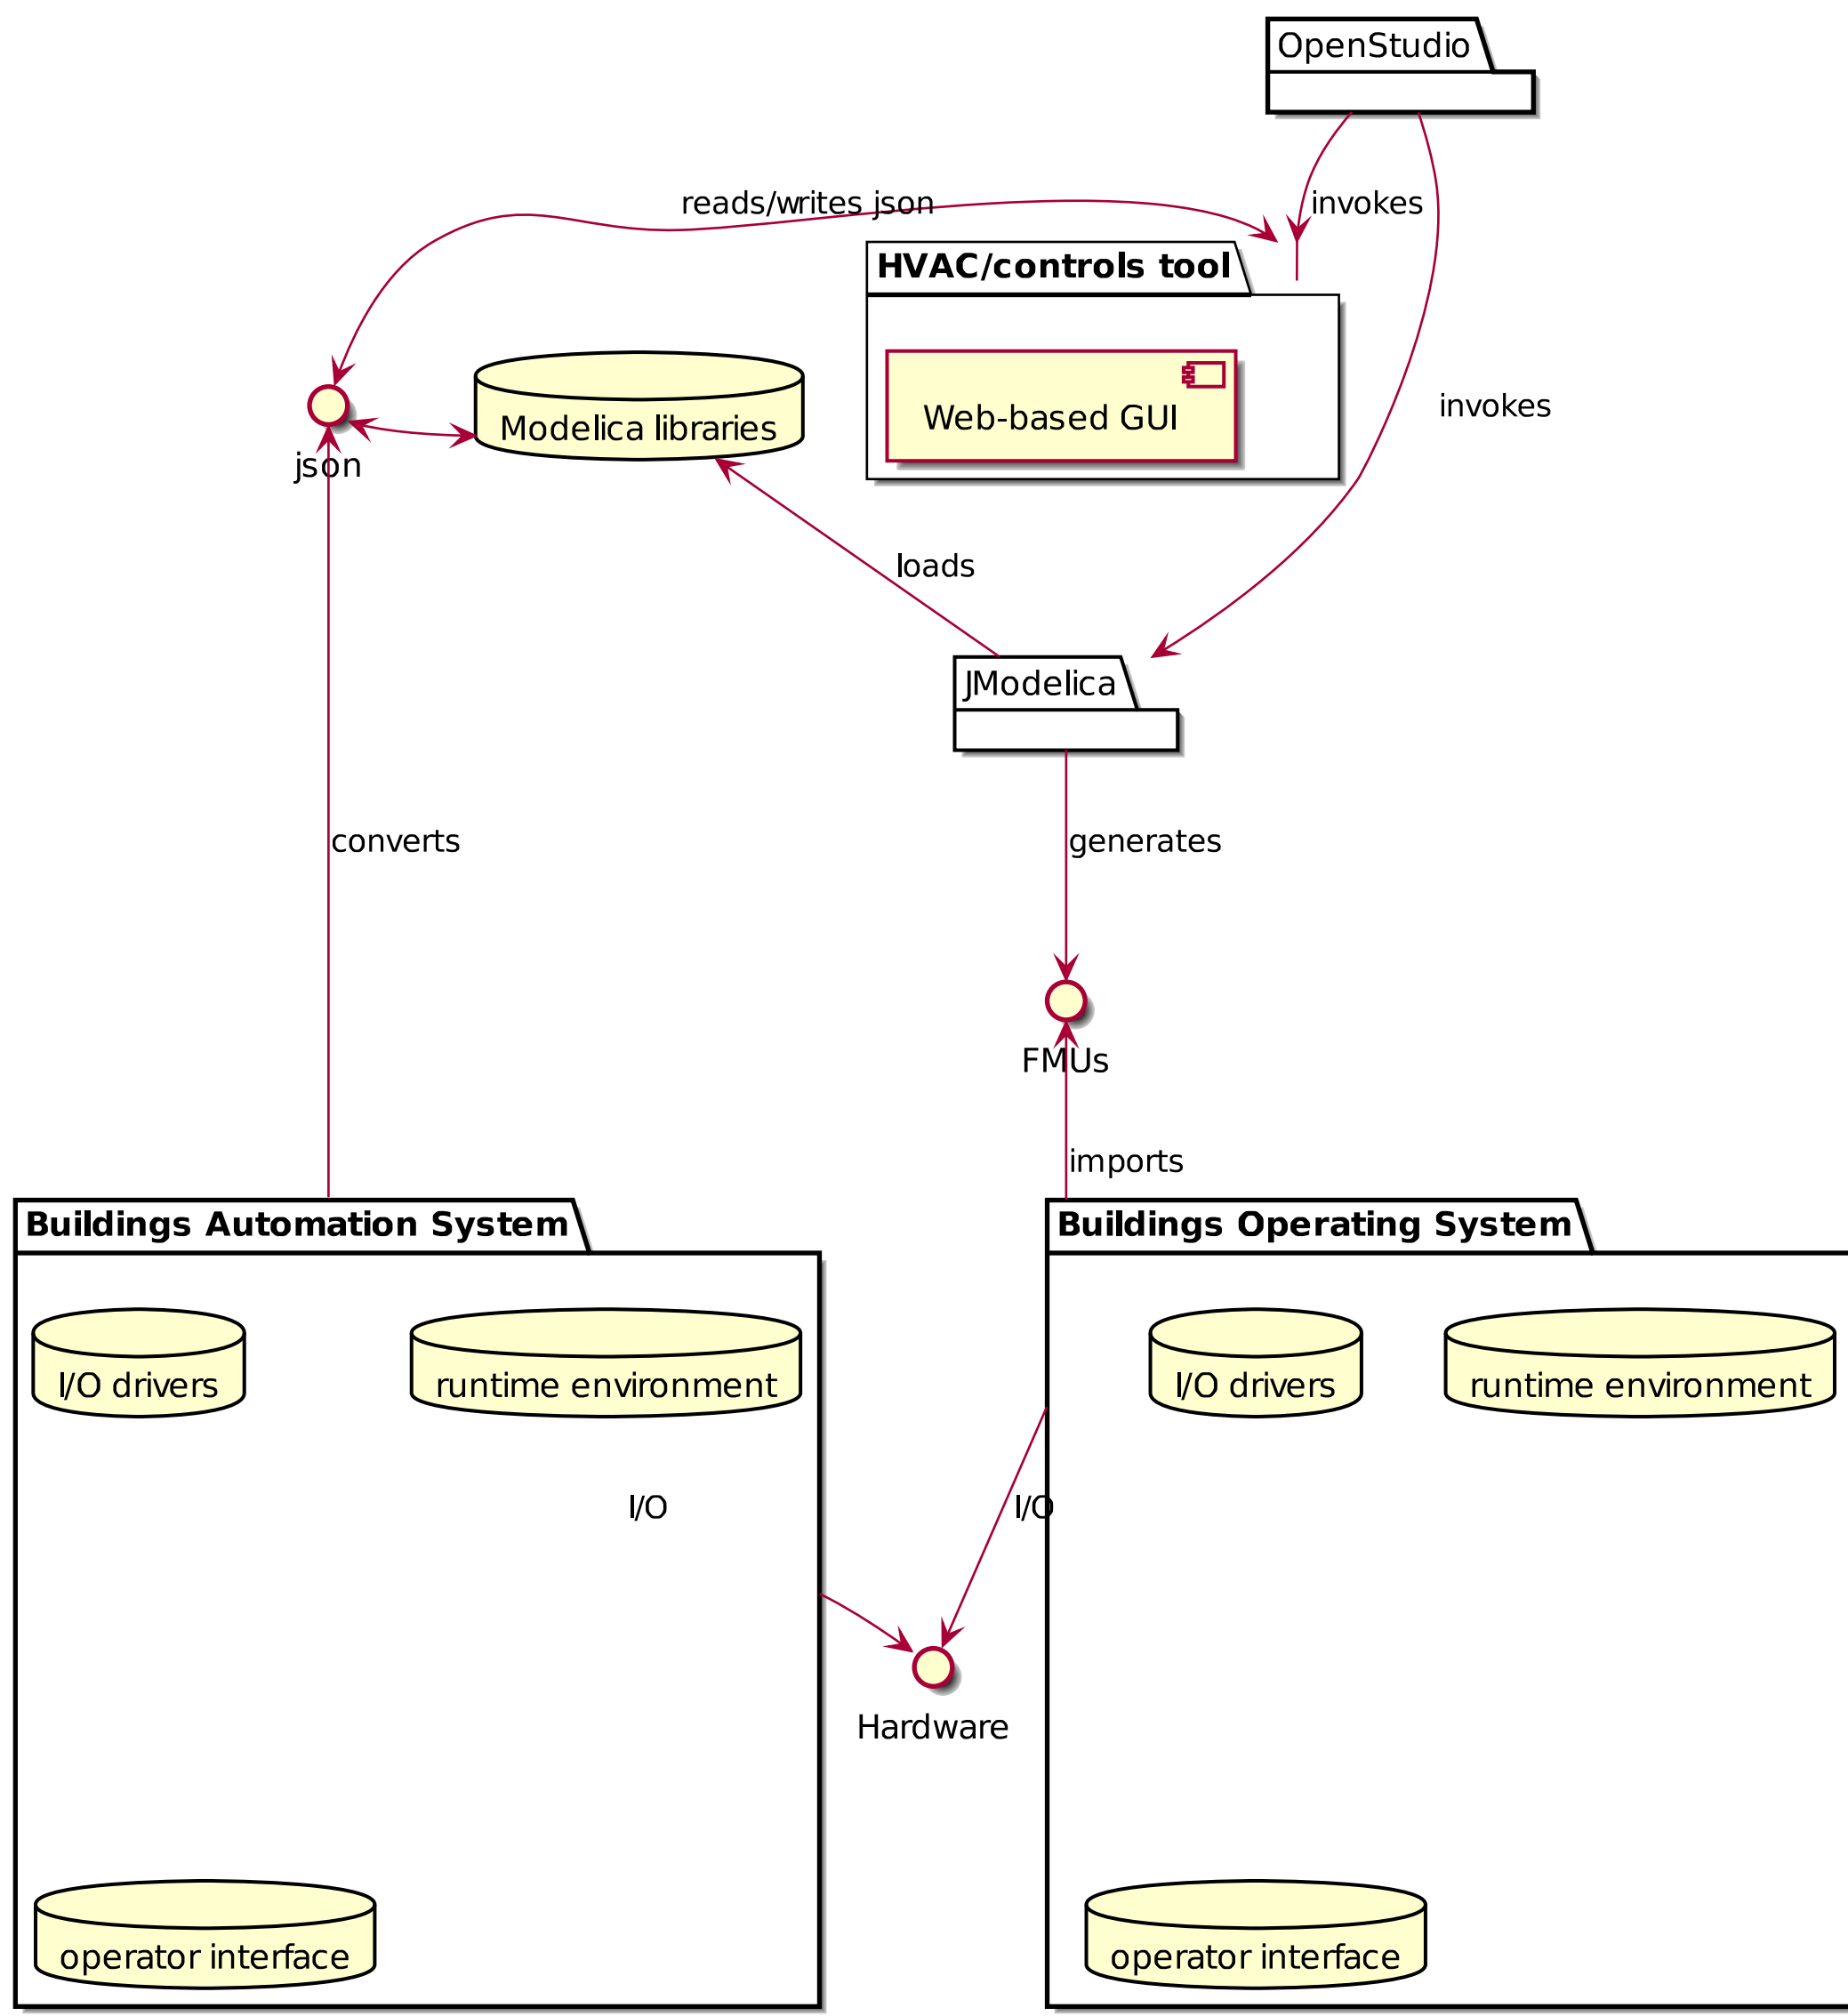 OpenStudio
reads/writes json
invokes
HVAC/controls tool
Web-based GUI
Modelica libraries
json
invokes
loads
JModelica
converts
generates
FMUs
imports
Buildings Automation System
Buildings Operating System
I/O drivers
runtime environment
I/O drivers
runtime environment
I/O
I/O
Hardware
operator interface
operator interface